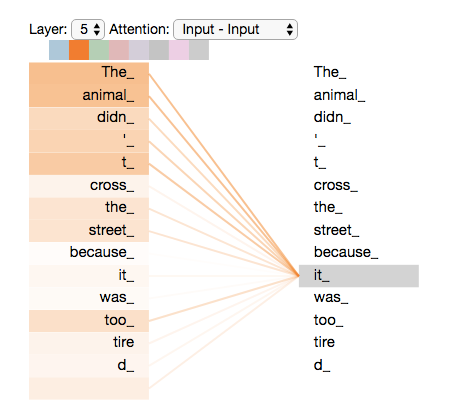 Layer: 5 Attention: Input - Input
The_ The_
animal_ animal_
didn_ didn_
'_ '_
t_ t_
cross_ cross_
the_ the_
street_ street_
because_ because_
it_ it_
was_ was_
too_ too_
tire tire
d_ d_